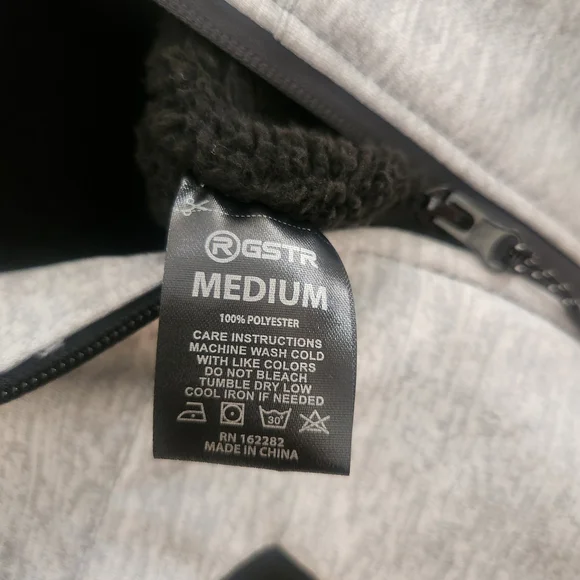 RGSTR
MEDIUM
100% POLYESTER
CARE INSTRUCTIONS
MACHINE WASH COLD
WITH LIKE COLORS
DO NOT BLEACH
TUMBLE DRY LOW
COOL IRON IF NEEDED
30°
RN 162282
MADE IN CHINA